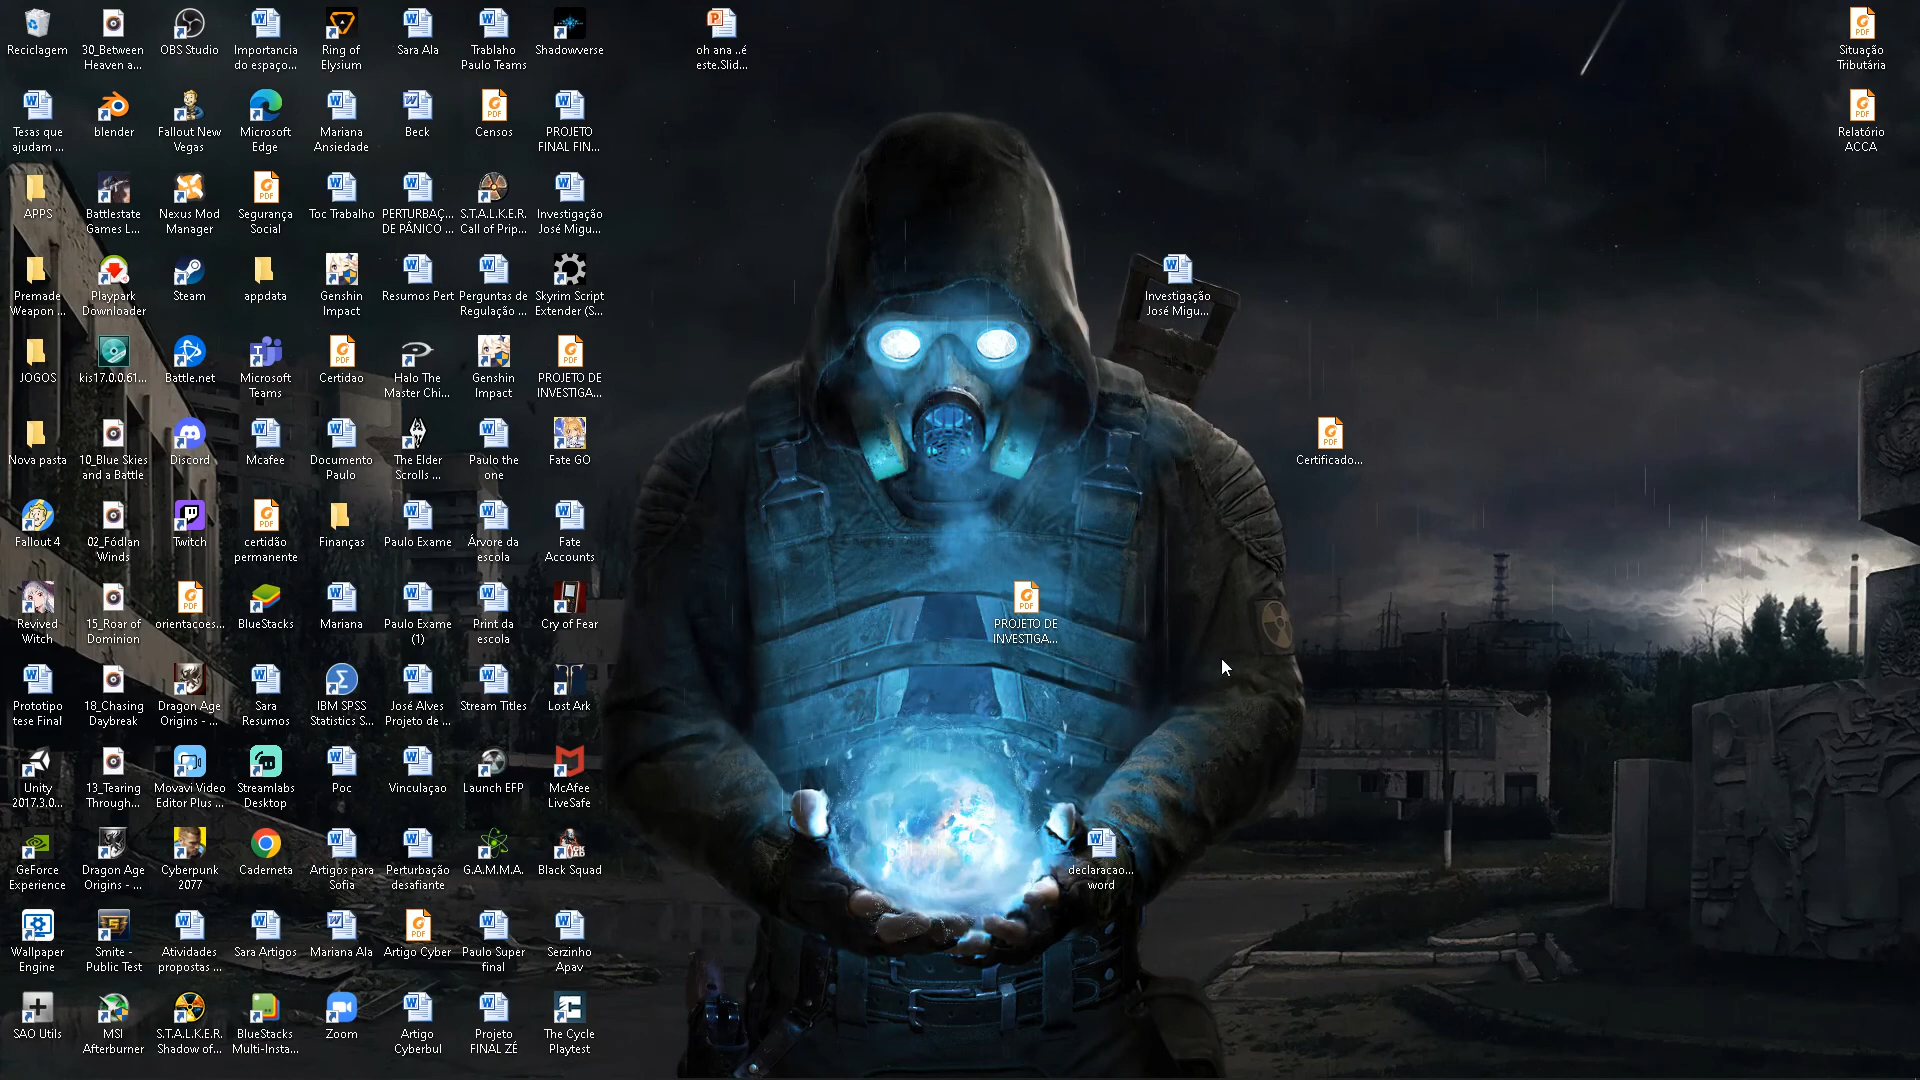 Reciclagem
30_Between
Heaven a...
OBS Studio
Importancia
do espaço...
Ring of
Elysium
Sara Ala
Trablaho
Paulo Teams
Shadowverse
oh ana ..é
este.Slid...
Situação
Tributária
Tesas que
ajudam ...
blender
Fallout New
Vegas
Microsoft
Edge
Mariana
Ansiedade
Beck
Censos
PROJETO
FINAL FIN...
Relatório
ACCA
APPS
Battlestate
Games L...
Nexus Mod
Manager
Segurança
Social
Toc Trabalho
PERTURBAÇ...
DE PÂNICO ...
S.T.A.L.K.E.R.
Call of Prip...
Investigação
José Migu...
Premade
Weapon ...
Playpark
Downloader
Steam
appdata
Genshin
Impact
Resumos Pert
Perguntas de
Regulação ...
Skyrim Script
Extender (S...
Investigação
José Migu...
JOGOS
kis17.0.0.61...
Battle.net
Microsoft
Teams
Certidao
Halo The
Master Chi...
Genshin
Impact
PROJETO DE
INVESTIGA...
Nova pasta
10_Blue Skies
and a Battle
Discord
Mcafee
Documento
Paulo
The Elder
Scrolls ...
Paulo the
one
Fate GO
Certificado...
Fallout 4
02_Fódlan
Winds
Twitch
certidão
permanente
Finanças
Paulo Exame
Árvore da
escola
Fate
Accounts
Revived
Witch
15_Roar of
Dominion
orientacoes...
BlueStacks
Mariana
Paulo Exame
(1)
Print da
escola
Cry of Fear
PROJETO DE
INVESTIGA...
Prototipo
tese Final
18_Chasing
Daybreak
Dragon Age
Origins - ...
Sara
Resumos
IBM SPSS
Statistics S...
José Alves
Projeto de ...
Stream Titles
Lost Ark
Unity
2017.3.0...
13_Tearing
Through...
Movavi Video
Editor Plus ...
Streamlabs
Desktop
Poc
Vinculaçao
Launch EFP
McAfee
LiveSafe
GeForce
Experience
Dragon Age
Origins - ...
Cyberpunk
2077
Caderneta
Artigos para
Sofia
Perturbação
desafiante
G.A.M.M.A.
Black Squad
declaracao...
word
Wallpaper
Engine
Smite -
Public Test
Atividades
propostas ...
Sara Artigos
Mariana Ala
Artigo Cyber
Paulo Super
final
Serzinho
Apav
SAO Utils
MSI
Afterburner
S.T.A.L.K.E.R.
Shadow of...
BlueStacks
Multi-Insta...
Zoom
Artigo
Cyberbul
Projeto
FINAL ZÉ
The Cycle
Playtest